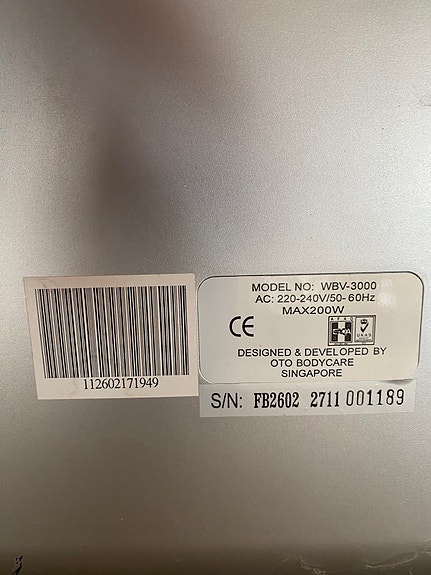 112602171949
MODEL NO: WBV-3000
AC: 220-240V/50-60Hz
MAX200W
CE
DESIGNED & DEVELOPED BY
OTO BODYCARE
SINGAPORE
S/N: FB2602 2711 001189